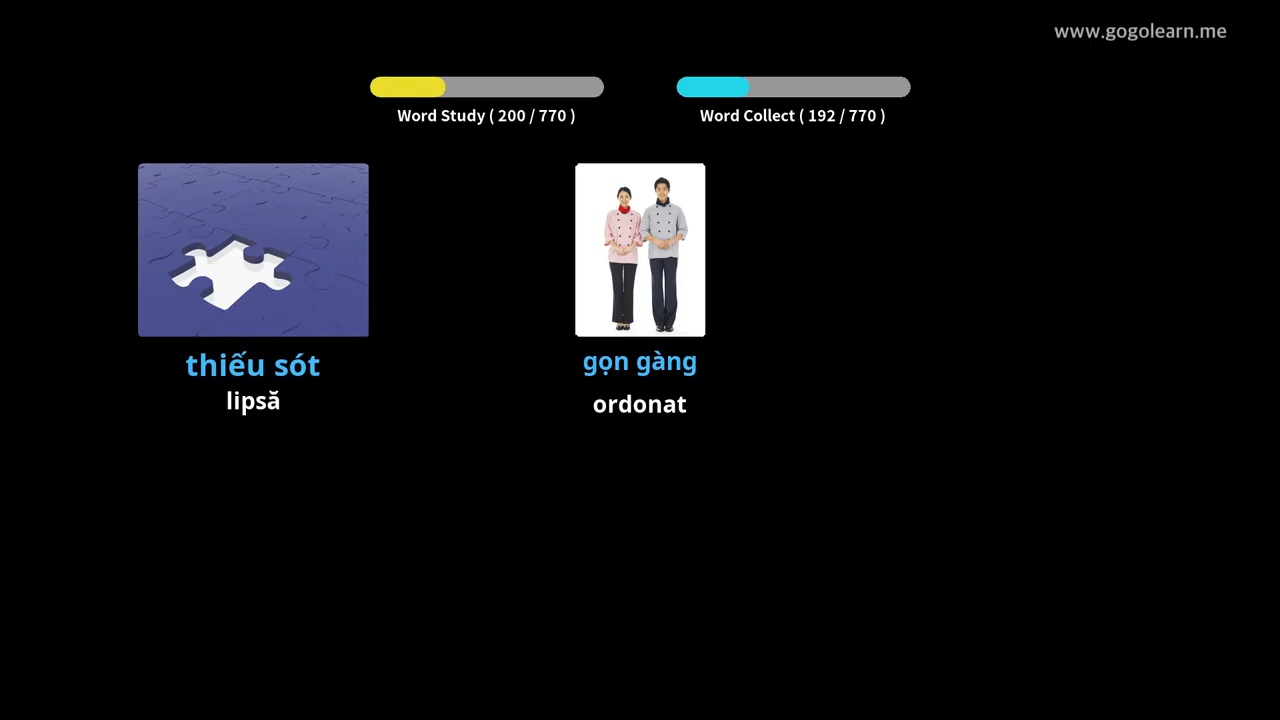 www.gogolearn.me
Word Study ( 200 / 770 )
Word Collect ( 192 / 770 )
thiếu sót
lipsă
gọn gàng
ordonat